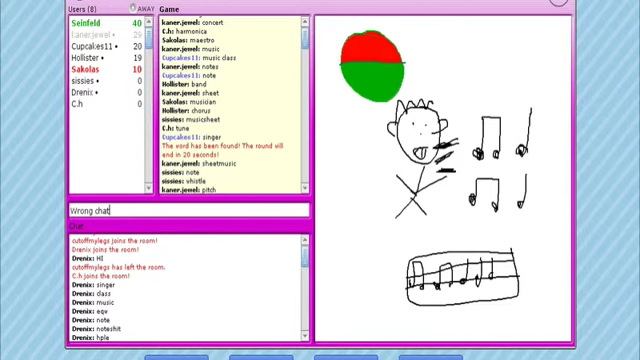 Users (8)
AWAY
Seinfeld 40
kaner.jewel • 29
Cupcakes11 • 20
Hollister • 19
Sakolas 10
sissies • 0
Drenix • 0
C.h 0
Game
kaner.jewel: concert
C.h: harmonica
Sakolas: maestro
kaner.jewel: music
Cupcakes11: music class
kaner.jewel: notes
Cupcakes11: note
Hollister: band
kaner.jewel: sheet
Sakolas: musician
Hollister: chorus
sissies: musicsheet
C.h: tune
Cupcakes11: singer
The word has been found! The round will
end in 20 seconds!
kaner.jewel: sheetmusic
sissies: note
sissies: whistle
kaner.jewel: pitch
Wrong chat
Chat
cutoffmylegs joins the room!
Drenix joins the room!
Drenix: HI
cutoffmylegs has left the room.
C.h joins the room!
Drenix: singer
Drenix: class
Drenix: music
Drenix: eqv
Drenix: note
Drenix: noteshit
Drenix: hple